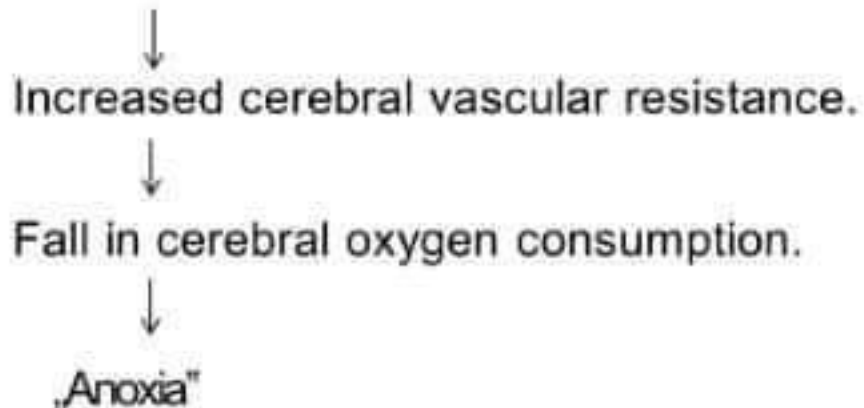 Increased cerebral vascular resistance.
Fall in cerebral oxygen consumption.
„Anoxia"